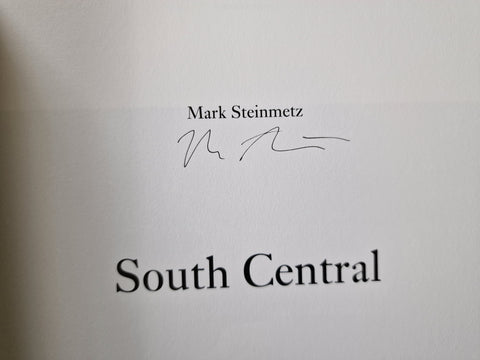 Mark Steinmetz
South Central